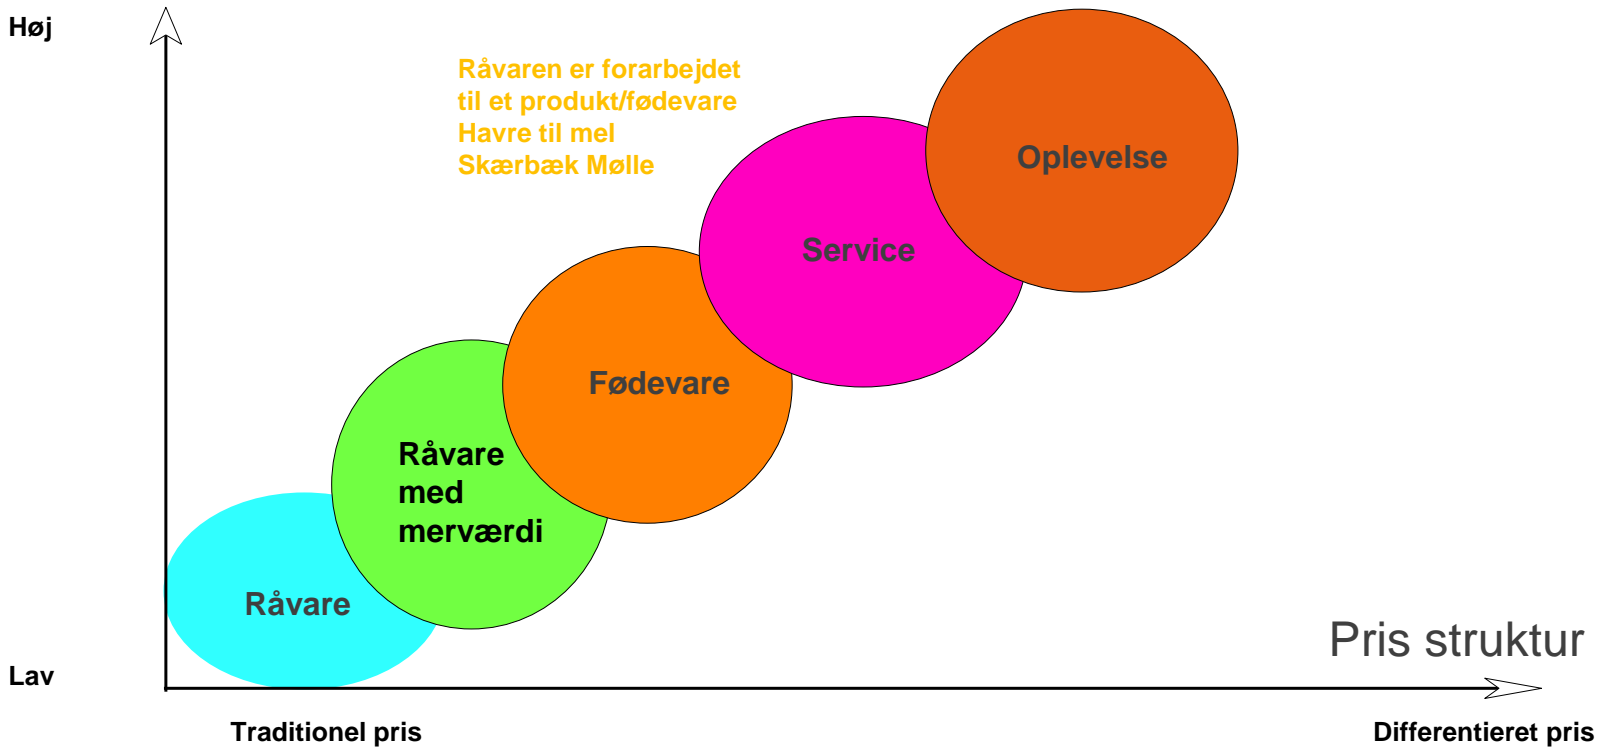 Høj
Råvaren er forarbejdet
til et produkt/fødevare
Havre til mel
Skærbæk Mølle
Oplevelse
Service
Fødevare
Råvare
med
merværdi
Råvare
Pris struktur
Lav
Traditionel pris
Differentieret pris